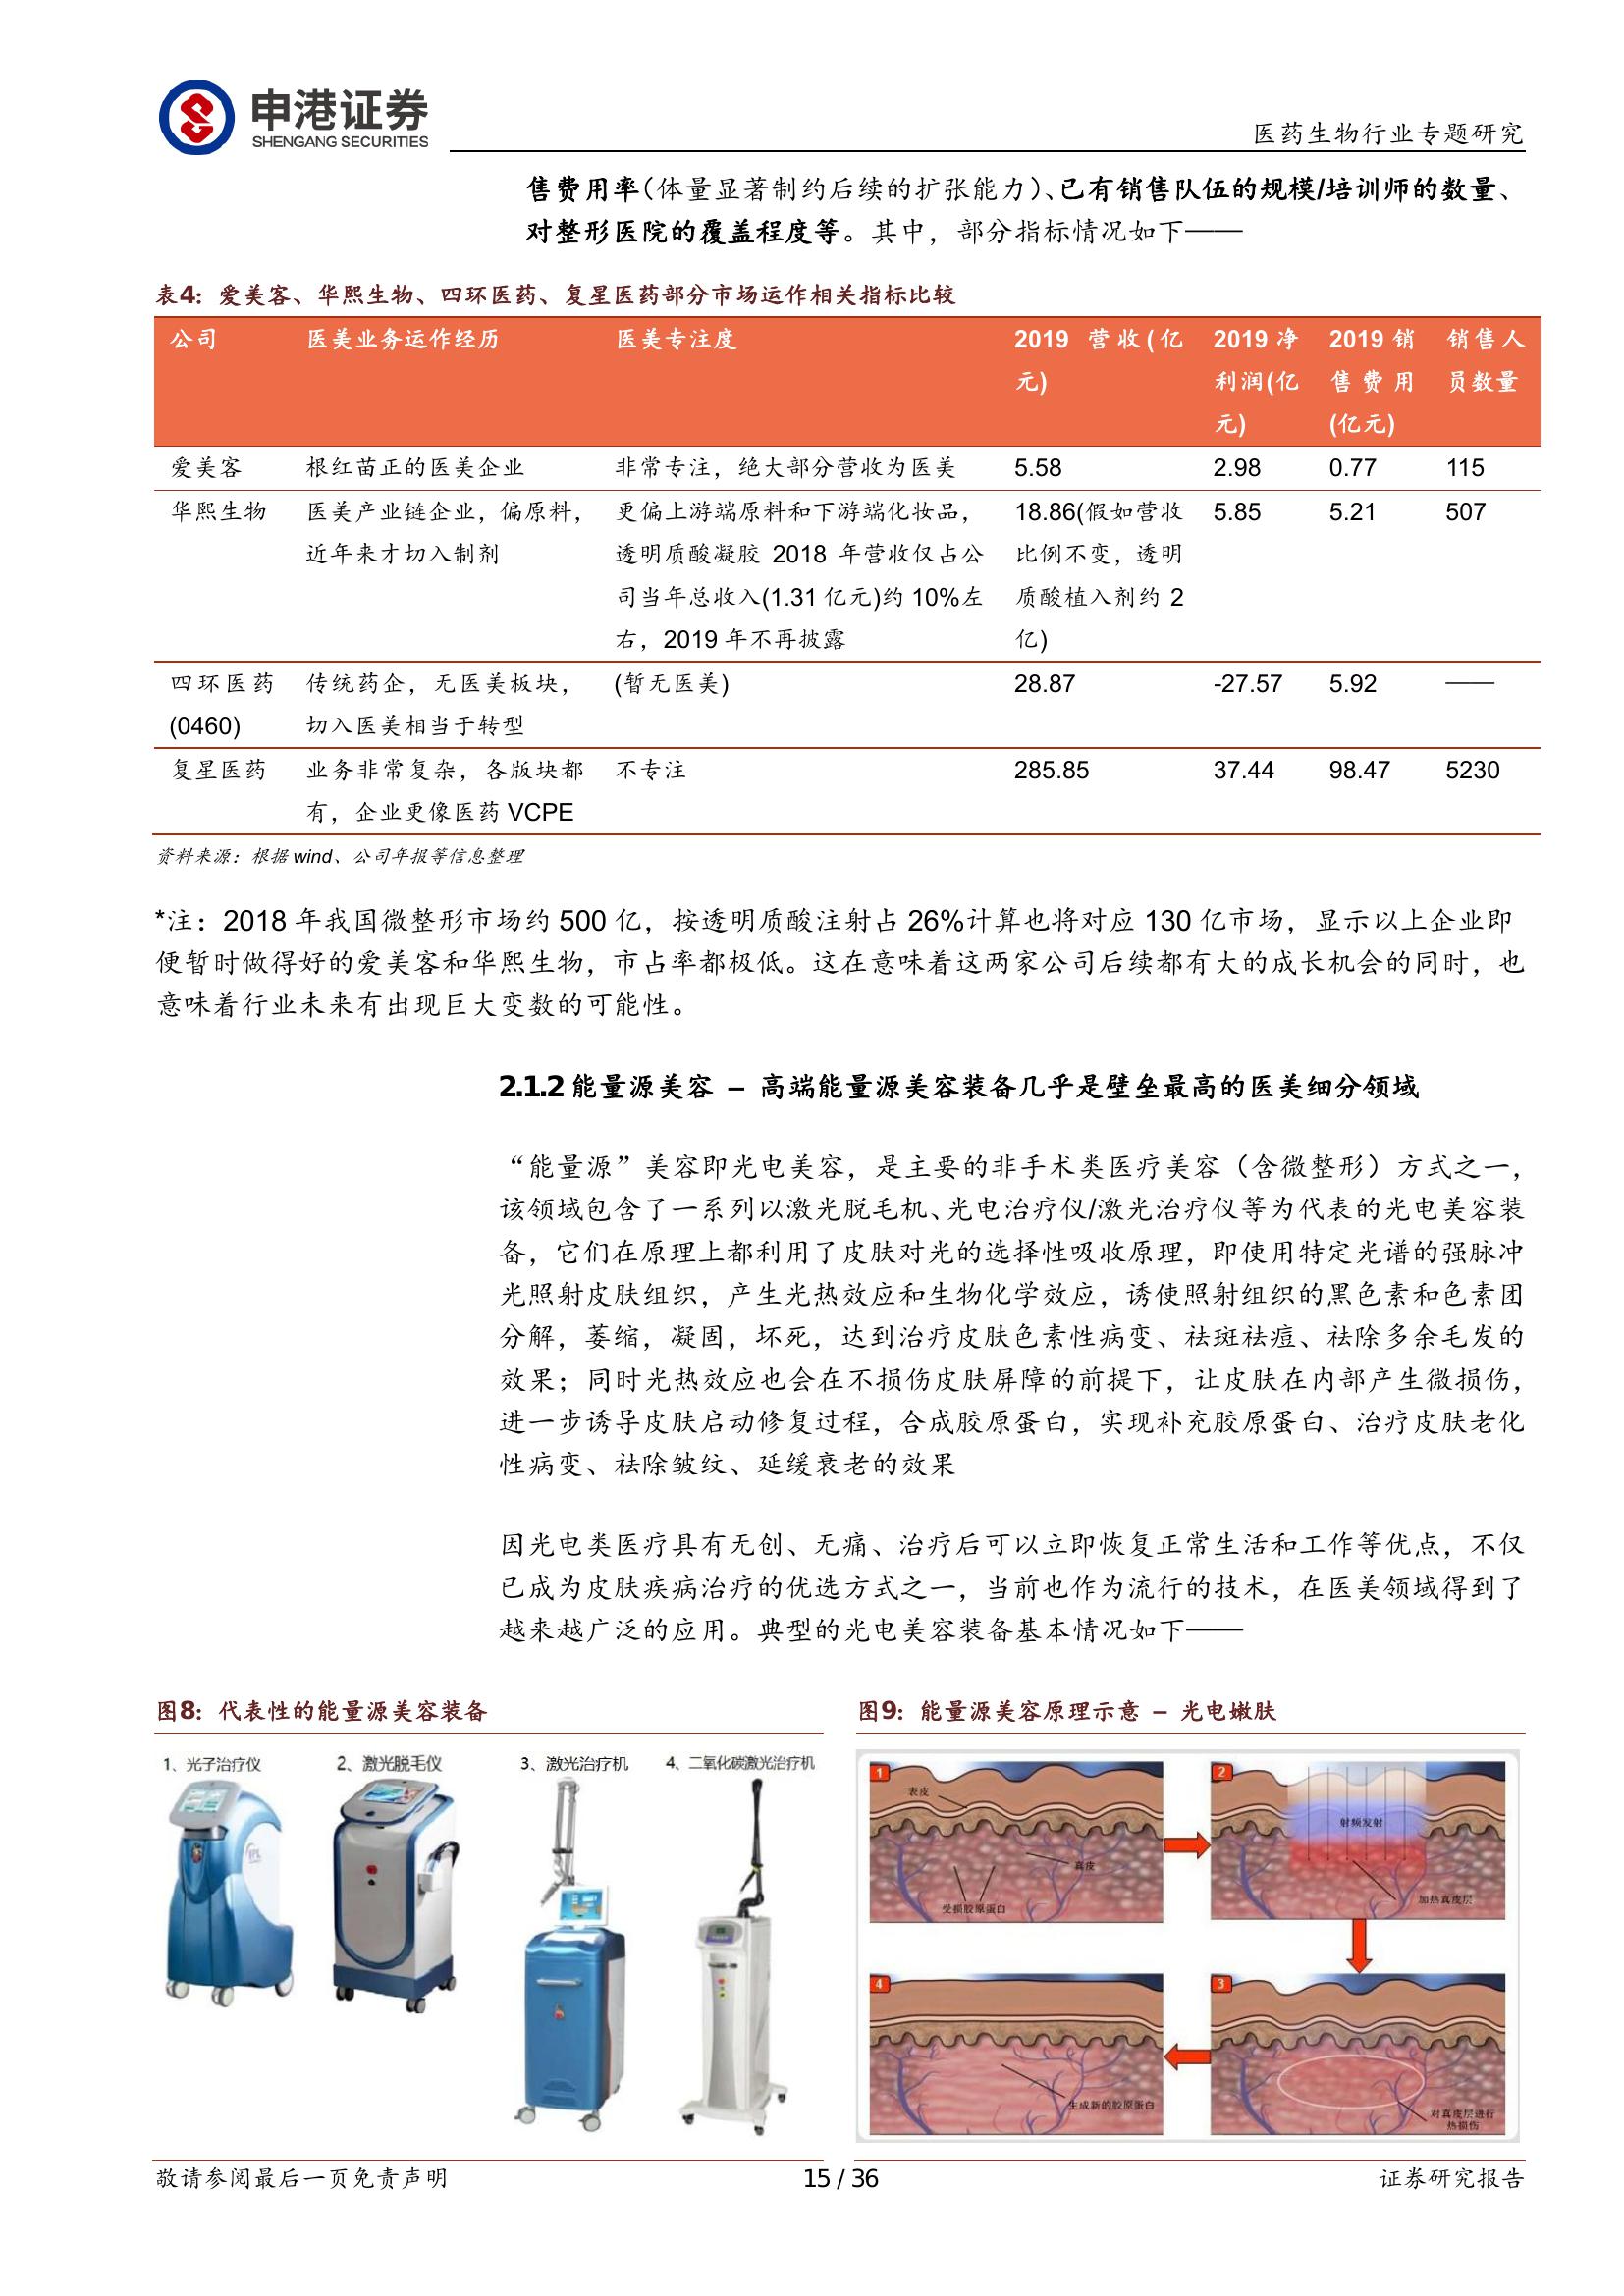 申港证券
SHENGANG SECURITIES
医药生物行业专题研究
售费用率(体量显著制约后续的扩张能力)、已有销售队伍的规模/培训师的数量、
对整形医院的覆盖程度等。其中，部分指标情况如下——
表4：爱美客、华熙生物、四环医药、复星医药部分市场运作相关指标比较
公司 医美业务运作经历 医美专注度 2019 营收(亿 2019 净 2019 销 销售人
元) 利润(亿 售费用 员数量
元) (亿元)
爱美客 根红苗正的医美企业 非常专注，绝大部分营收为医美 5.58 2.98 0.77 115
华熙生物 医美产业链企业，偏原料， 更偏上游端原料和下游端化妆品， 18.86(假如营收 5.85 5.21 507
近年来才切入制剂 透明质酸凝胶 2018 年营收仅占公 比例不变，透明
司当年总收入(1.31 亿元)约 10%左 质酸植入剂约 2
右，2019 年不再披露 亿)
四环医药 传统药企，无医美板块， (暂无医美) 28.87 -27.57 5.92 ——
(0460) 切入医美相当于转型
复星医药 业务非常复杂，各版块都 不专注 285.85 37.44 98.47 5230
有，企业更像医药 VCPE
资料来源：根据 wind、公司年报等信息整理
*注：2018 年我国微整形市场约 500 亿，按透明质酸注射占 26%计算也将对应 130 亿市场，显示以上企业即
便暂时做得好的爱美客和华熙生物，市占率都极低。这在意味着这两家公司后续都有大的成长机会的同时，也
意味着行业未来有出现巨大变数的可能性。
2.1.2 能量源美容 – 高端能量源美容装备几乎是壁垒最高的医美细分领域
“能量源”美容即光电美容，是主要的非手术类医疗美容（含微整形）方式之一，
该领域包含了一系列以激光脱毛机、光电治疗仪/激光治疗仪等为代表的光电美容装
备，它们在原理上都利用了皮肤对光的选择性吸收原理，即使用特定光谱的强脉冲
光照射皮肤组织，产生光热效应和生物化学效应，诱使照射组织的黑色素和色素团
分解，萎缩，凝固，坏死，达到治疗皮肤色素性病变、祛斑祛痘、祛除多余毛发的
效果；同时光热效应也会在不损伤皮肤屏障的前提下，让皮肤在内部产生微损伤，
进一步诱导皮肤启动修复过程，合成胶原蛋白，实现补充胶原蛋白、治疗皮肤老化
性病变、祛除皱纹、延缓衰老的效果
因光电类医疗具有无创、无痛、治疗后可以立即恢复正常生活和工作等优点，不仅
已成为皮肤疾病治疗的优选方式之一，当前也作为流行的技术，在医美领域得到了
越来越广泛的应用。典型的光电美容装备基本情况如下——
图8：代表性的能量源美容装备
1、光子治疗仪 2、激光脱毛仪 3、激光治疗机 4、二氧化碳激光治疗机
IPL
图9：能量源美容原理示意 – 光电嫩肤
1
表皮
真皮
受损胶原蛋白
2
射频发射
加热真皮层
4
生成新的胶原蛋白
3
对真皮层进行
热损伤
敬请参阅最后一页免责声明 15 / 36 证券研究报告